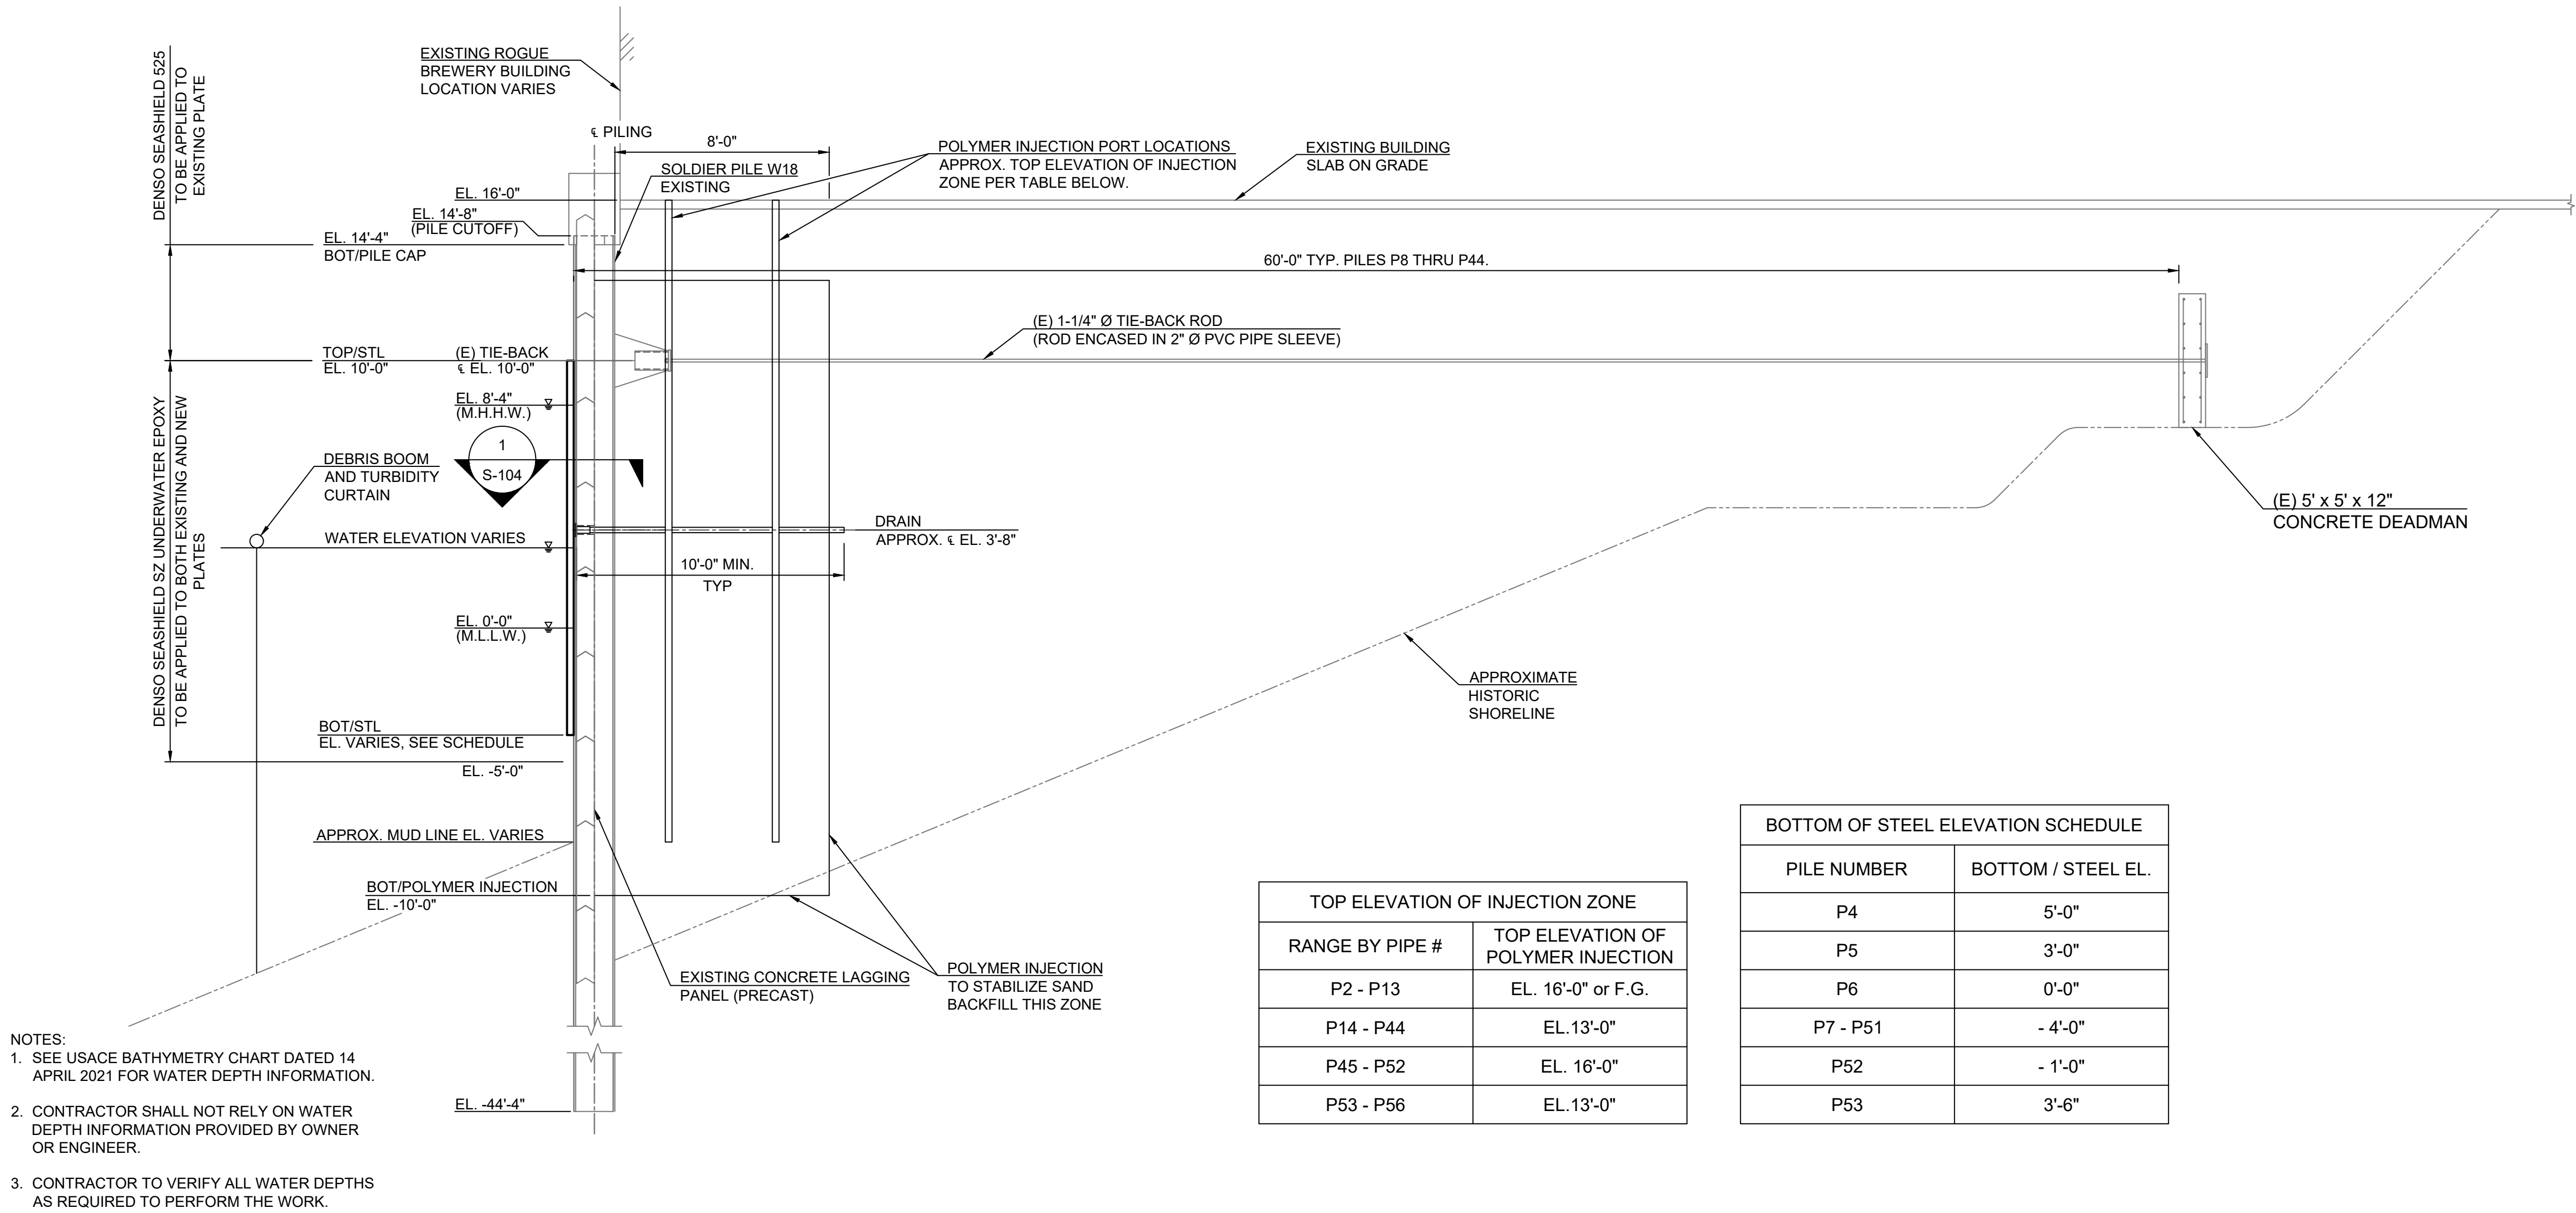 DENSO SEASHIELD 525
TO BE APPLIED TO
EXISTING PLATE
EXISTING ROGUE
BREWERY BUILDING
LOCATION VARIES
℄ PILING
8'-0"
SOLDIER PILE W18
EXISTING
POLYMER INJECTION PORT LOCATIONS
APPROX. TOP ELEVATION OF INJECTION
ZONE PER TABLE BELOW.
EXISTING BUILDING
SLAB ON GRADE
EL. 16'-0"
EL. 14'-8"
(PILE CUTOFF)
EL. 14'-4"
BOT/PILE CAP
60'-0" TYP. PILES P8 THRU P44.
(E) 1-1/4" Ø TIE-BACK ROD
(ROD ENCASED IN 2" Ø PVC PIPE SLEEVE)
TOP/STL
EL. 10'-0"
(E) TIE-BACK
℄ EL. 10'-0"
EL. 8'-4"
(M.H.H.W.)
DENSO SEASHIELD SZ UNDERWATER EPOXY
TO BE APPLIED TO BOTH EXISTING AND NEW
PLATES
DEBRIS BOOM
AND TURBIDITY
CURTAIN
1
S-104
WATER ELEVATION VARIES
DRAIN
APPROX. ℄ EL. 3'-8"
10'-0" MIN.
TYP
(E) 5' x 5' x 12"
CONCRETE DEADMAN
EL. 0'-0"
(M.L.L.W.)
APPROXIMATE
HISTORIC
SHORELINE
BOT/STL
EL. VARIES, SEE SCHEDULE
EL. -5'-0"
APPROX. MUD LINE EL. VARIES
BOT/POLYMER INJECTION
EL. -10'-0"
EXISTING CONCRETE LAGGING
PANEL (PRECAST)
POLYMER INJECTION
TO STABILIZE SAND
BACKFILL THIS ZONE
EL. -44'-4"
TOP ELEVATION OF INJECTION ZONE
RANGE BY PIPE #
TOP ELEVATION OF
POLYMER INJECTION
P2 - P13 EL. 16'-0" or F.G.
P14 - P44 EL.13'-0"
P45 - P52 EL. 16'-0"
P53 - P56 EL.13'-0"
BOTTOM OF STEEL ELEVATION SCHEDULE
PILE NUMBER BOTTOM / STEEL EL.
P4 5'-0"
P5 3'-0"
P6 0'-0"
P7 - P51 - 4'-0"
P52 - 1'-0"
P53 3'-6"
NOTES:
1. SEE USACE BATHYMETRY CHART DATED 14
APRIL 2021 FOR WATER DEPTH INFORMATION.
2. CONTRACTOR SHALL NOT RELY ON WATER
DEPTH INFORMATION PROVIDED BY OWNER
OR ENGINEER.
3. CONTRACTOR TO VERIFY ALL WATER DEPTHS
AS REQUIRED TO PERFORM THE WORK.